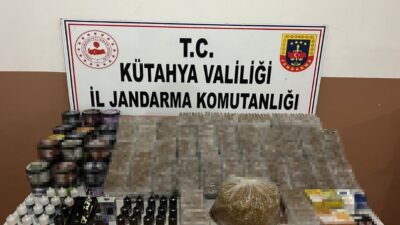 T.C.
KÜTAHYA VALİLİĞİ
İL JANDARMA KOMUTANLIĞI